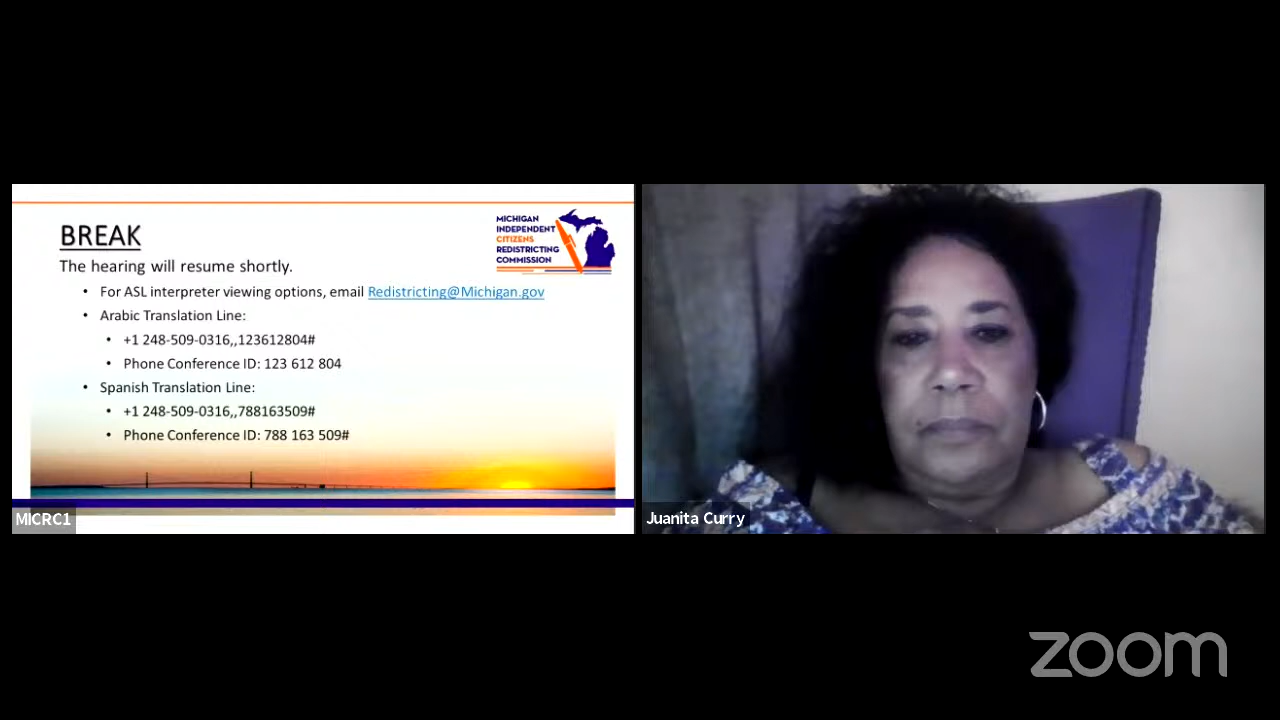 BREAK
The hearing will resume shortly.
• For ASL interpreter viewing options, email Redistricting@Michigan.gov
• Arabic Translation Line:
• +1 248-509-0316,,123612804#
• Phone Conference ID: 123 612 804
• Spanish Translation Line:
• +1 248-509-0316,,788163509#
• Phone Conference ID: 788 163 509#
MICHIGAN
INDEPENDENT
CITIZENS
REDISTRICTING
COMMISSION
MICRC1
Juanita Curry
zoom